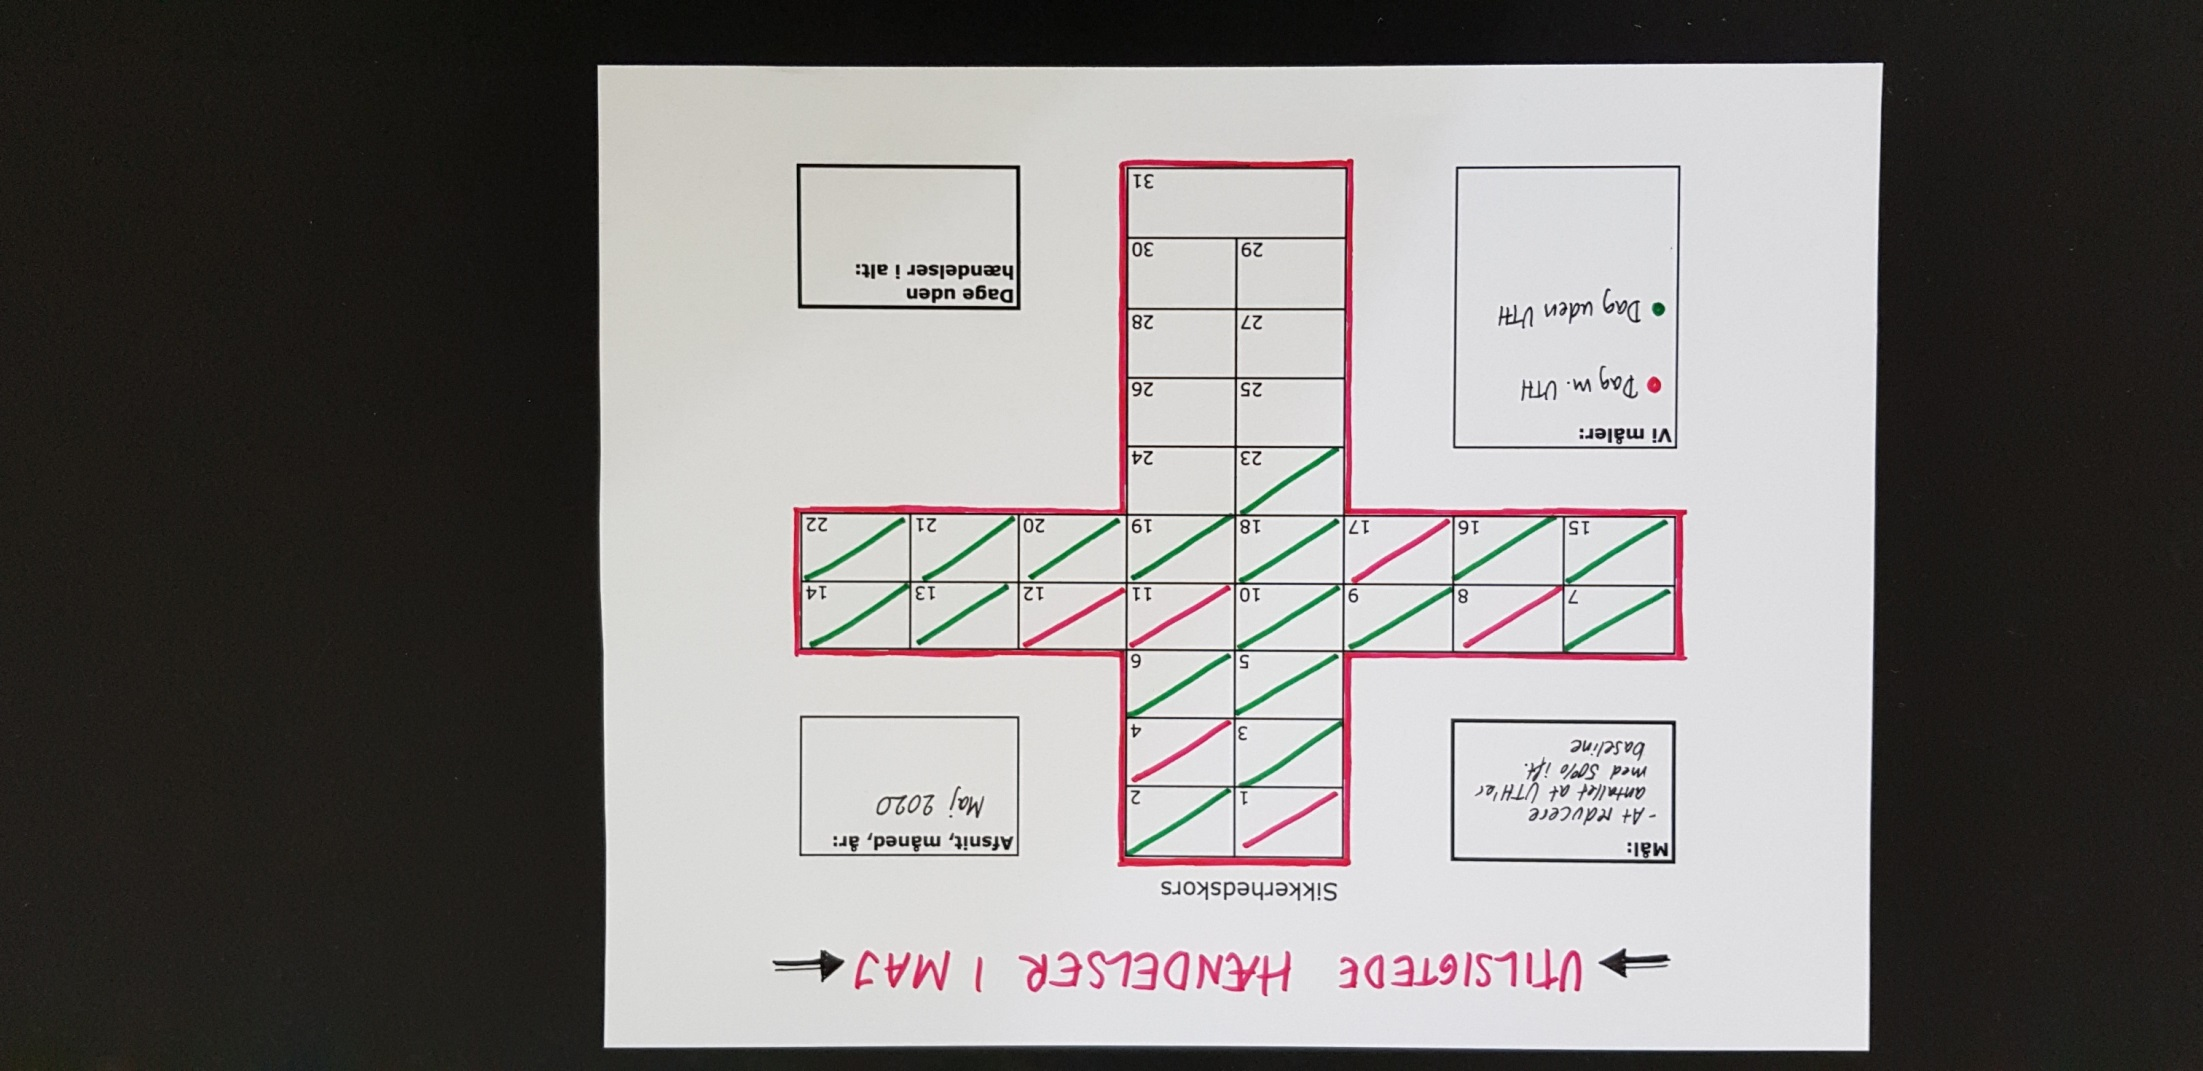 UTILSIGTEDE HÆNDELSER I MAJ
Sikkerhedskors
Mål:
- At reducere
antallet at UTH'er
med 50% ift.
baseline
Afsnit, måned, år:
Maj 2020
1 2
3 4
5 6
7 8 9 10 11 12 13 14
15 16 17 18 19 20 21 22
23 24
25 26
27 28
29 30
31
Vi måler:
Dag m. UTH
Dag uden UTH
Dage uden
hændelser i alt: